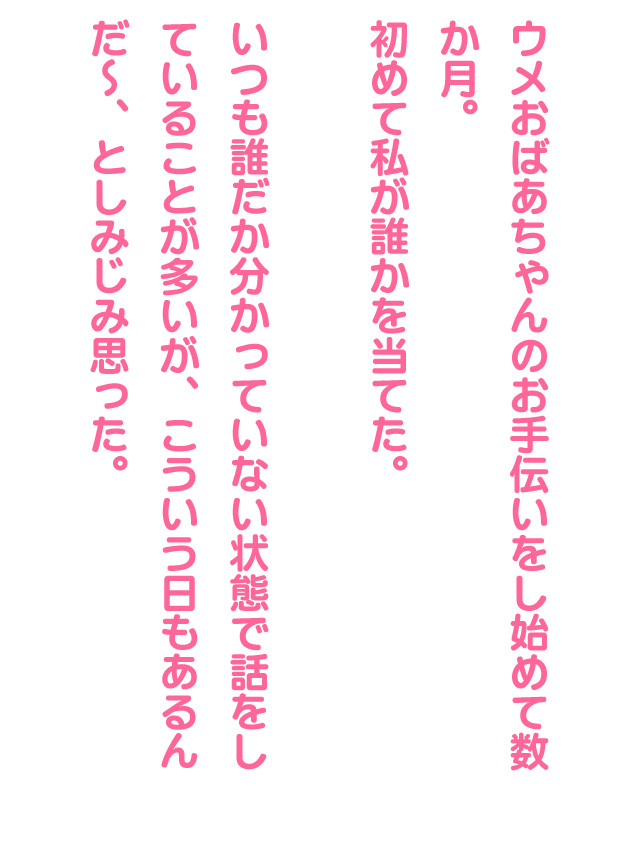 ウメおばあちゃんのお手伝いをし始めて数
か月。
初めて私が誰かを当てた。
いつも誰だか分かっていない状態で話をし
ていることが多いが、こういう日もあるん
だ～、としみじみ思った。